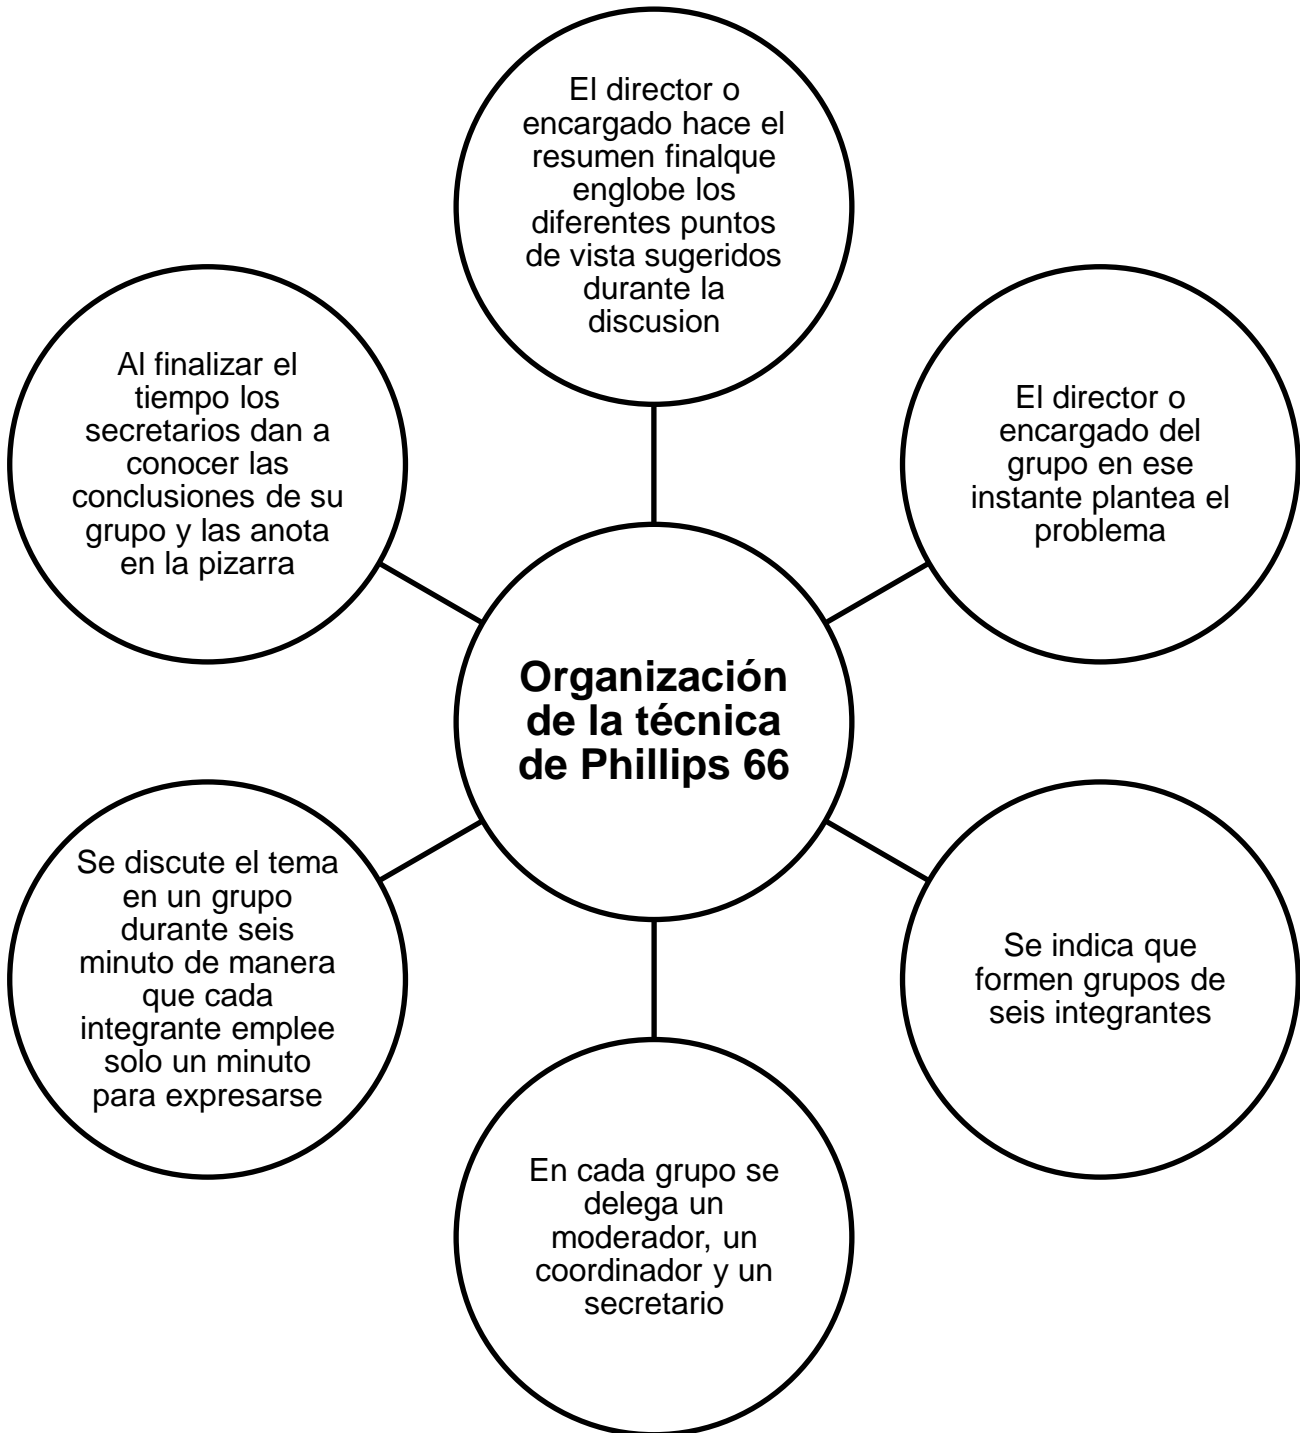 El director o
encargado hace el
resumen finalque
englobe los
diferentes puntos
de vista sugeridos
durante la
discusion
Al finalizar el
tiempo los
secretarios dan a
conocer las
conclusiones de su
grupo y las anota
en la pizarra
El director o
encargado del
grupo en ese
instante plantea el
problema
Organización
de la técnica
de Phillips 66
Se discute el tema
en un grupo
durante seis
minuto de manera
que cada
integrante emplee
solo un minuto
para expresarse
Se indica que
formen grupos de
seis integrantes
En cada grupo se
delega un
moderador, un
coordinador y un
secretario